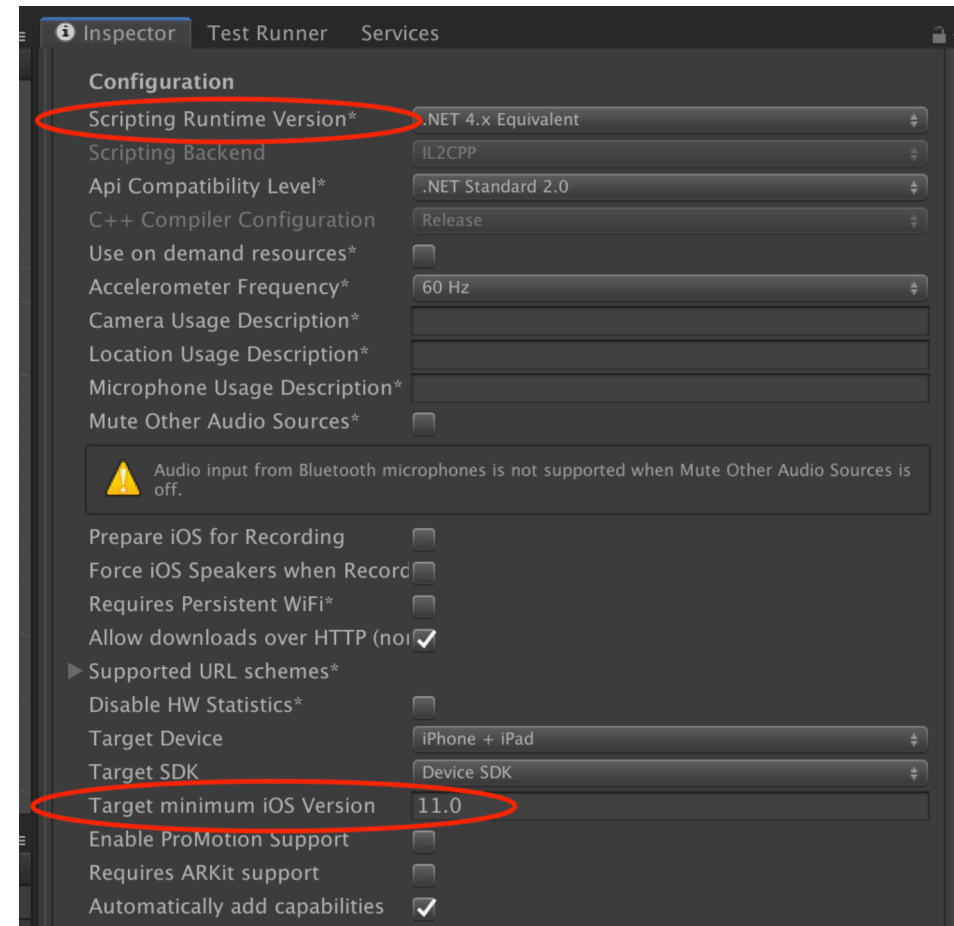 Inspector Test Runner Services
Configuration
Scripting Runtime Version* .NET 4.x Equivalent
Scripting Backend IL2CPP
Api Compatibility Level* .NET Standard 2.0
C++ Compiler Configuration Release
Use on demand resources*
Accelerometer Frequency* 60 Hz
Camera Usage Description*
Location Usage Description*
Microphone Usage Description*
Mute Other Audio Sources*
Audio input from Bluetooth microphones is not supported when Mute Other Audio Sources is
off.
Prepare iOS for Recording
Force iOS Speakers when Record
Requires Persistent WiFi*
Allow downloads over HTTP (nor
Supported URL schemes*
Disable HW Statistics*
Target Device iPhone + iPad
Target SDK Device SDK
Target minimum iOS Version 11.0
Enable ProMotion Support
Requires ARKit support
Automatically add capabilities